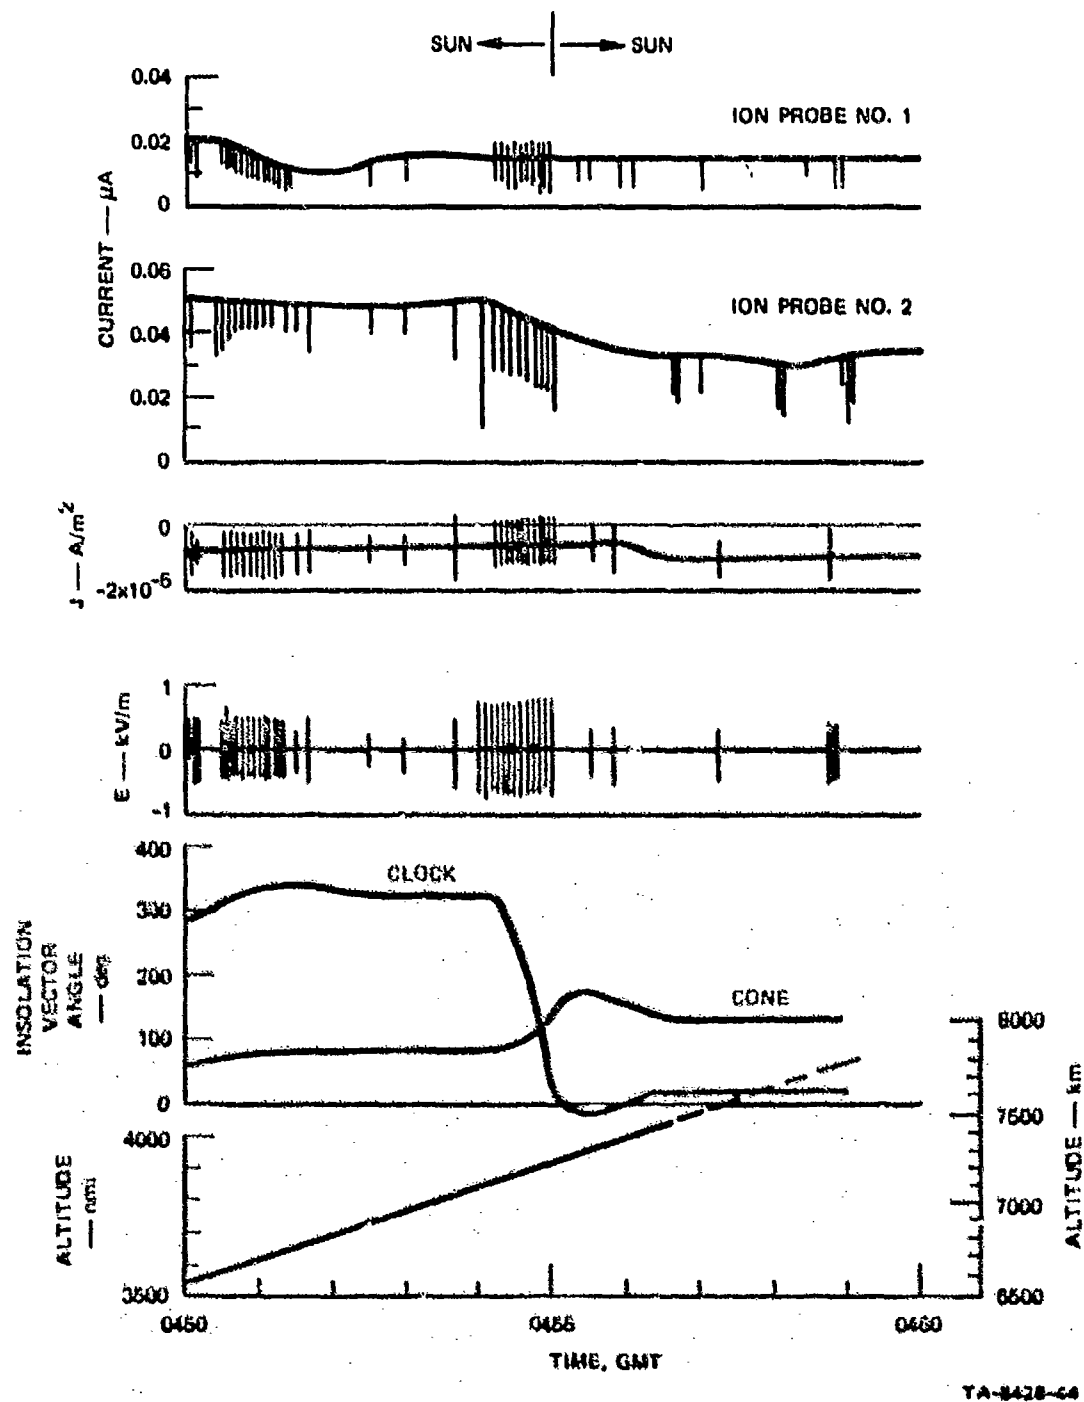 SUN SUN
0.04
ION PROBE NO. 1
0.02
0
CURRENT — μA
0.06
ION PROBE NO. 2
0.04
0.02
0
J — A/m²
0
-2x10⁻⁶
E — kV/m
1
0
-1
INSOLATION
VECTOR
ANGLE
— deg
400
CLOCK
300
200
CONE
100
0
8000
7500
7000
6500
ALTITUDE — km
ALTITUDE
— nmi
4000
3500
0450 0455 0460
TIME, GMT
TA-8428-44